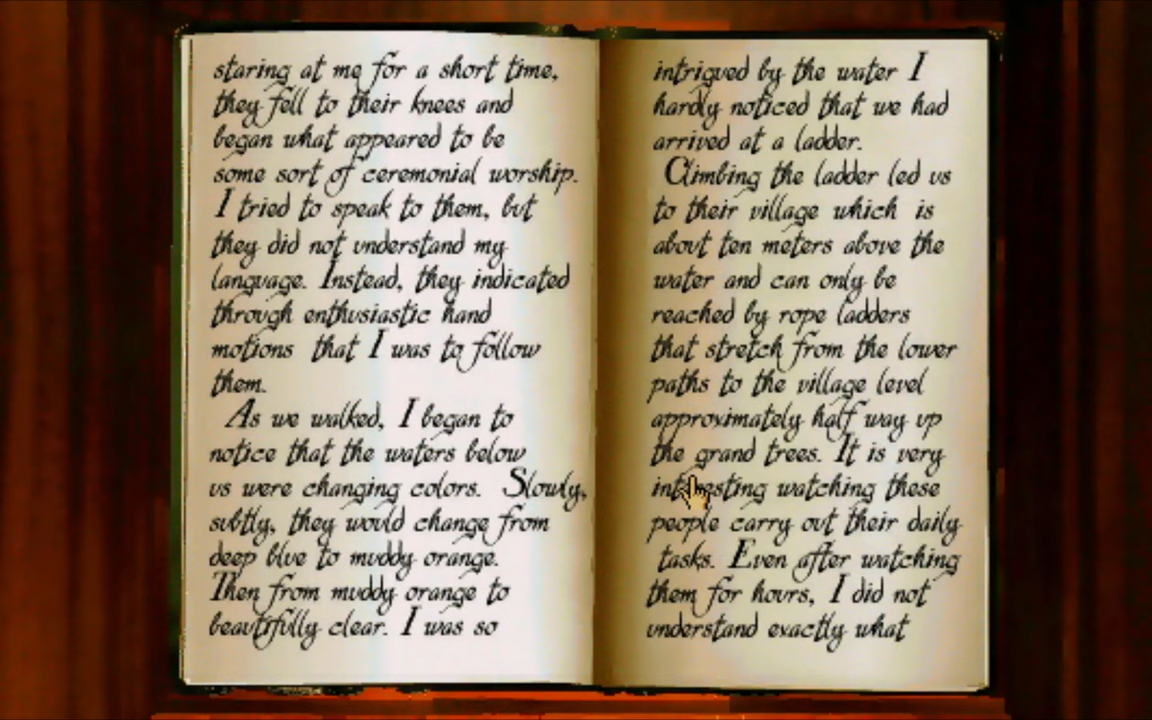 staring at me for a short time,
they fell to their knees and
began what appeared to be
some sort of ceremonial worship.
I tried to speak to them, but
they did not understand my
language. Instead, they indicated
through enthusiastic hand
motions that I was to follow
them.
As we walked, I began to
notice that the waters below
us were changing colors. Slowly,
subtly, they would change from
deep blue to muddy orange.
Then from muddy orange to
beautifully clear. I was so
intrigued by the water I
hardly noticed that we had
arrived at a ladder.
Climbing the ladder led us
to their village which is
about ten meters above the
water and can only be
reached by rope ladders
that stretch from the lower
paths to the village level
approximately half way up
the grand trees. It is very
interesting watching these
people carry out their daily
tasks. Even after watching
them for hours, I did not
understand exactly what